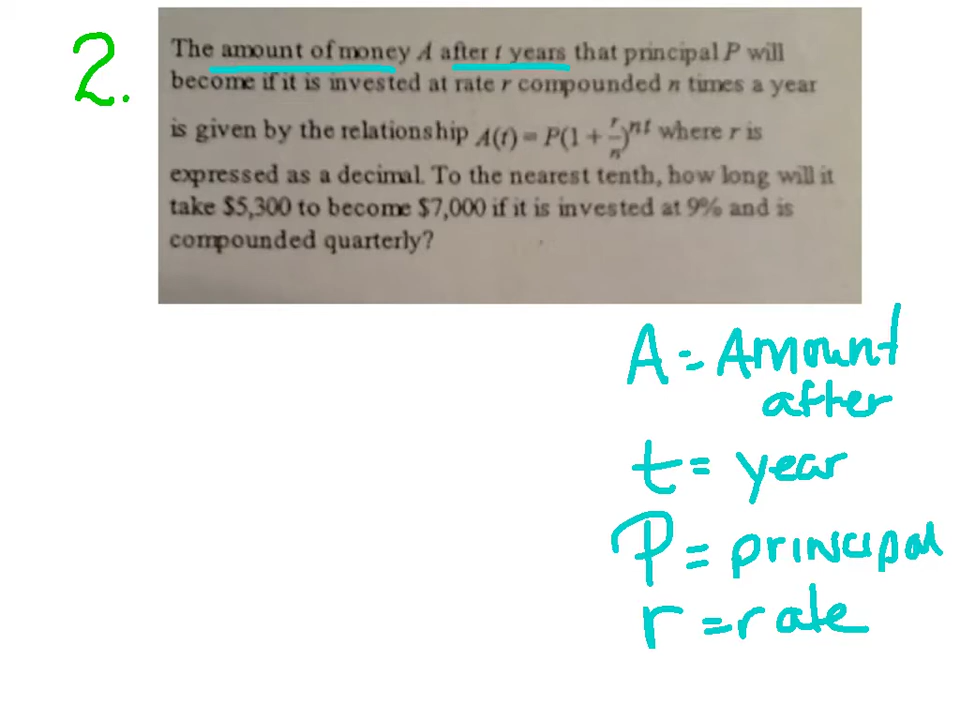 2.
The amount of money A after t years that principal P will
become if it is invested at rate r compounded n times a year
is given by the relationship A(t) = P(1 + r/n)^nt where r is
expressed as a decimal. To the nearest tenth, how long will it
take $5,300 to become $7,000 if it is invested at 9% and is
compounded quarterly?
A = Amount
after
t = year
P = principal
r = rate